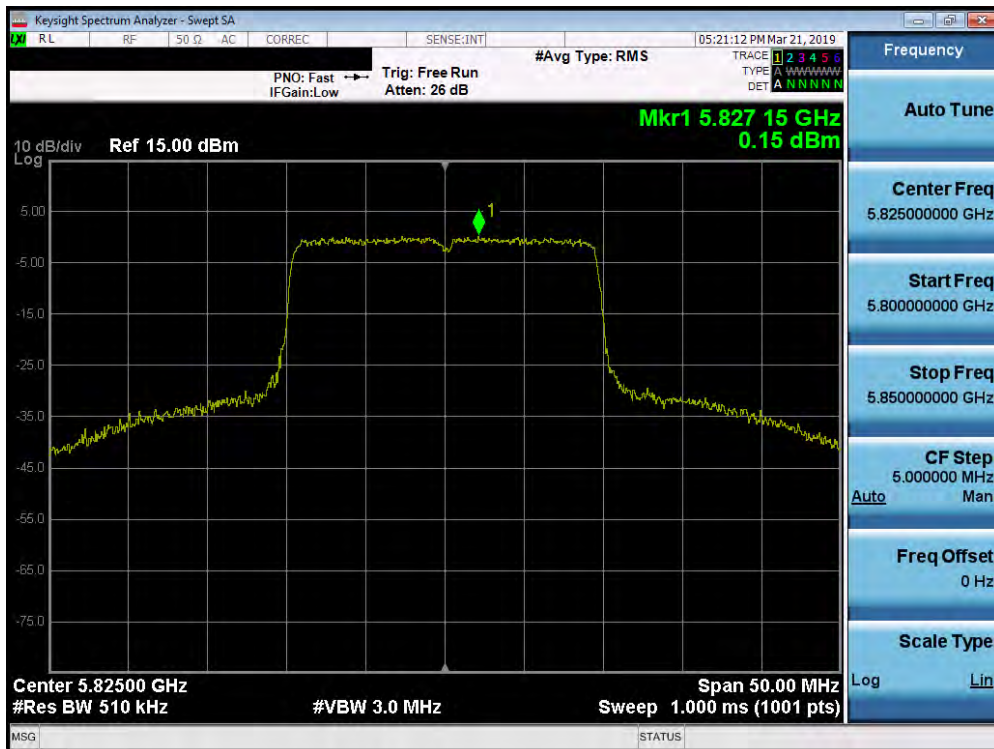 Keysight Spectrum Analyzer - Swept SA
LXI RL RF 50 Ω AC CORREC SENSE:INT 05:21:12 PM Mar 21, 2019
#Avg Type: RMS
TRACE 1 2 3 4 5 6
PNO: Fast Trig: Free Run
TYPE A WWWWW
IFGain:Low Atten: 26 dB
DET A N N N N N
Mkr1 5.827 15 GHz
0.15 dBm
10 dB/div Ref 15.00 dBm
Log
1
5.00
-5.00
-15.0
-25.0
-35.0
-45.0
-55.0
-65.0
-75.0
Center 5.82500 GHz Span 50.00 MHz
#Res BW 510 kHz #VBW 3.0 MHz Sweep 1.000 ms (1001 pts)
MSG STATUS
Frequency
Auto Tune
Center Freq
5.825000000 GHz
Start Freq
5.800000000 GHz
Stop Freq
5.850000000 GHz
CF Step
5.000000 MHz
Auto Man
Freq Offset
0 Hz
Scale Type
Log Lin